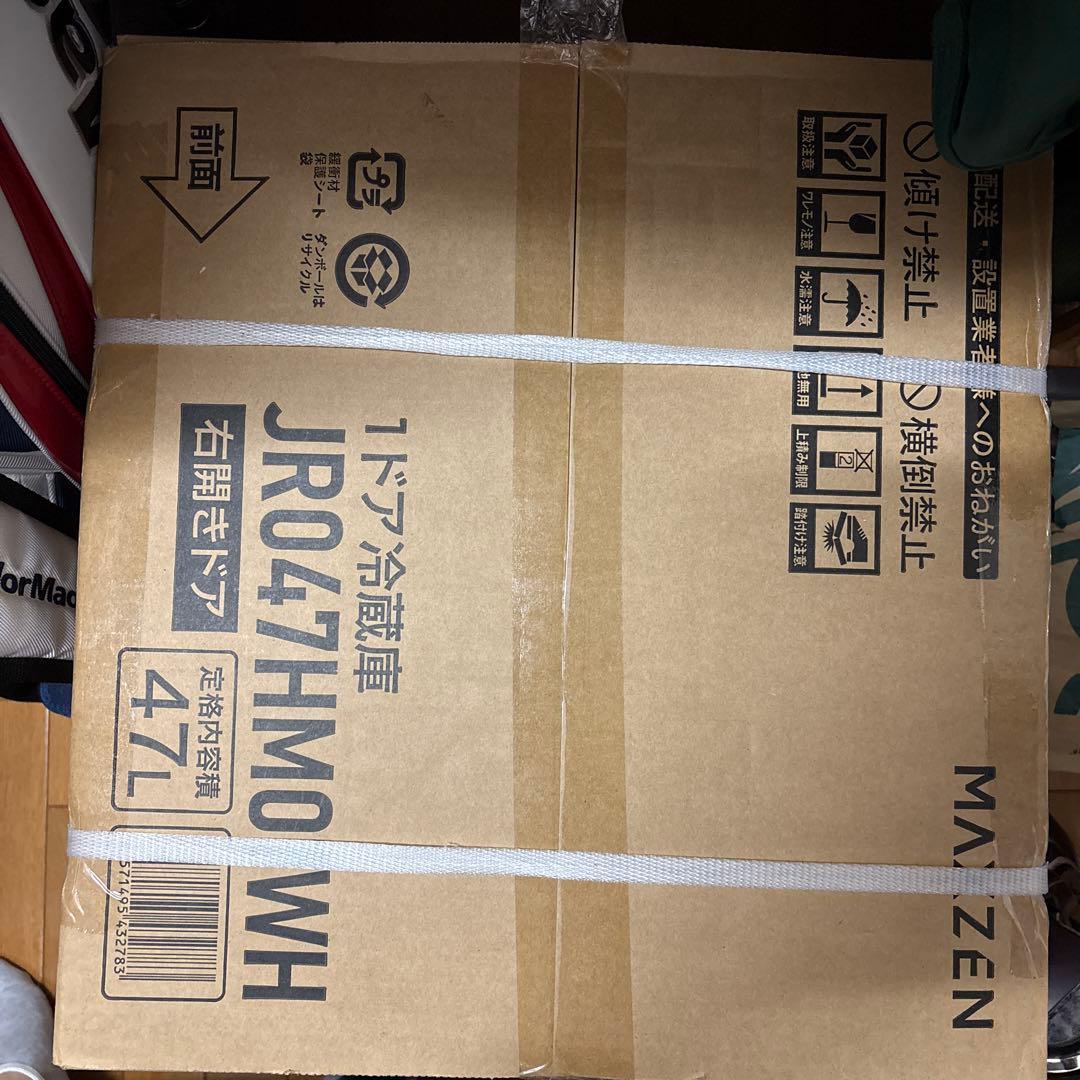 配送・設置業者様へのおねがい
傾け禁止
横倒禁止
取扱注意
ワレモノ注意
水濡注意
地無用
上積み制限
2
踏付け注意
MAXZEN
プラ
緩衝材
保護シート
袋
ダンボールは
リサイクル
前面
1ドア冷蔵庫
JR047HM0 WH
右開きドア
定格内容積
47L
571495 432783